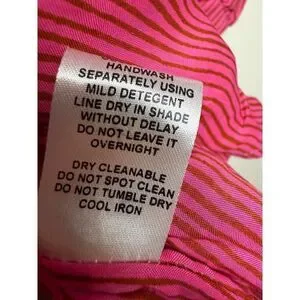 HANDWASH
SEPARATELY USING
MILD DETEGENT
LINE DRY IN SHADE
WITHOUT DELAY
DO NOT LEAVE IT
OVERNIGHT
DRY CLEANABLE
DO NOT SPOT CLEAN
DO NOT TUMBLE DRY
COOL IRON